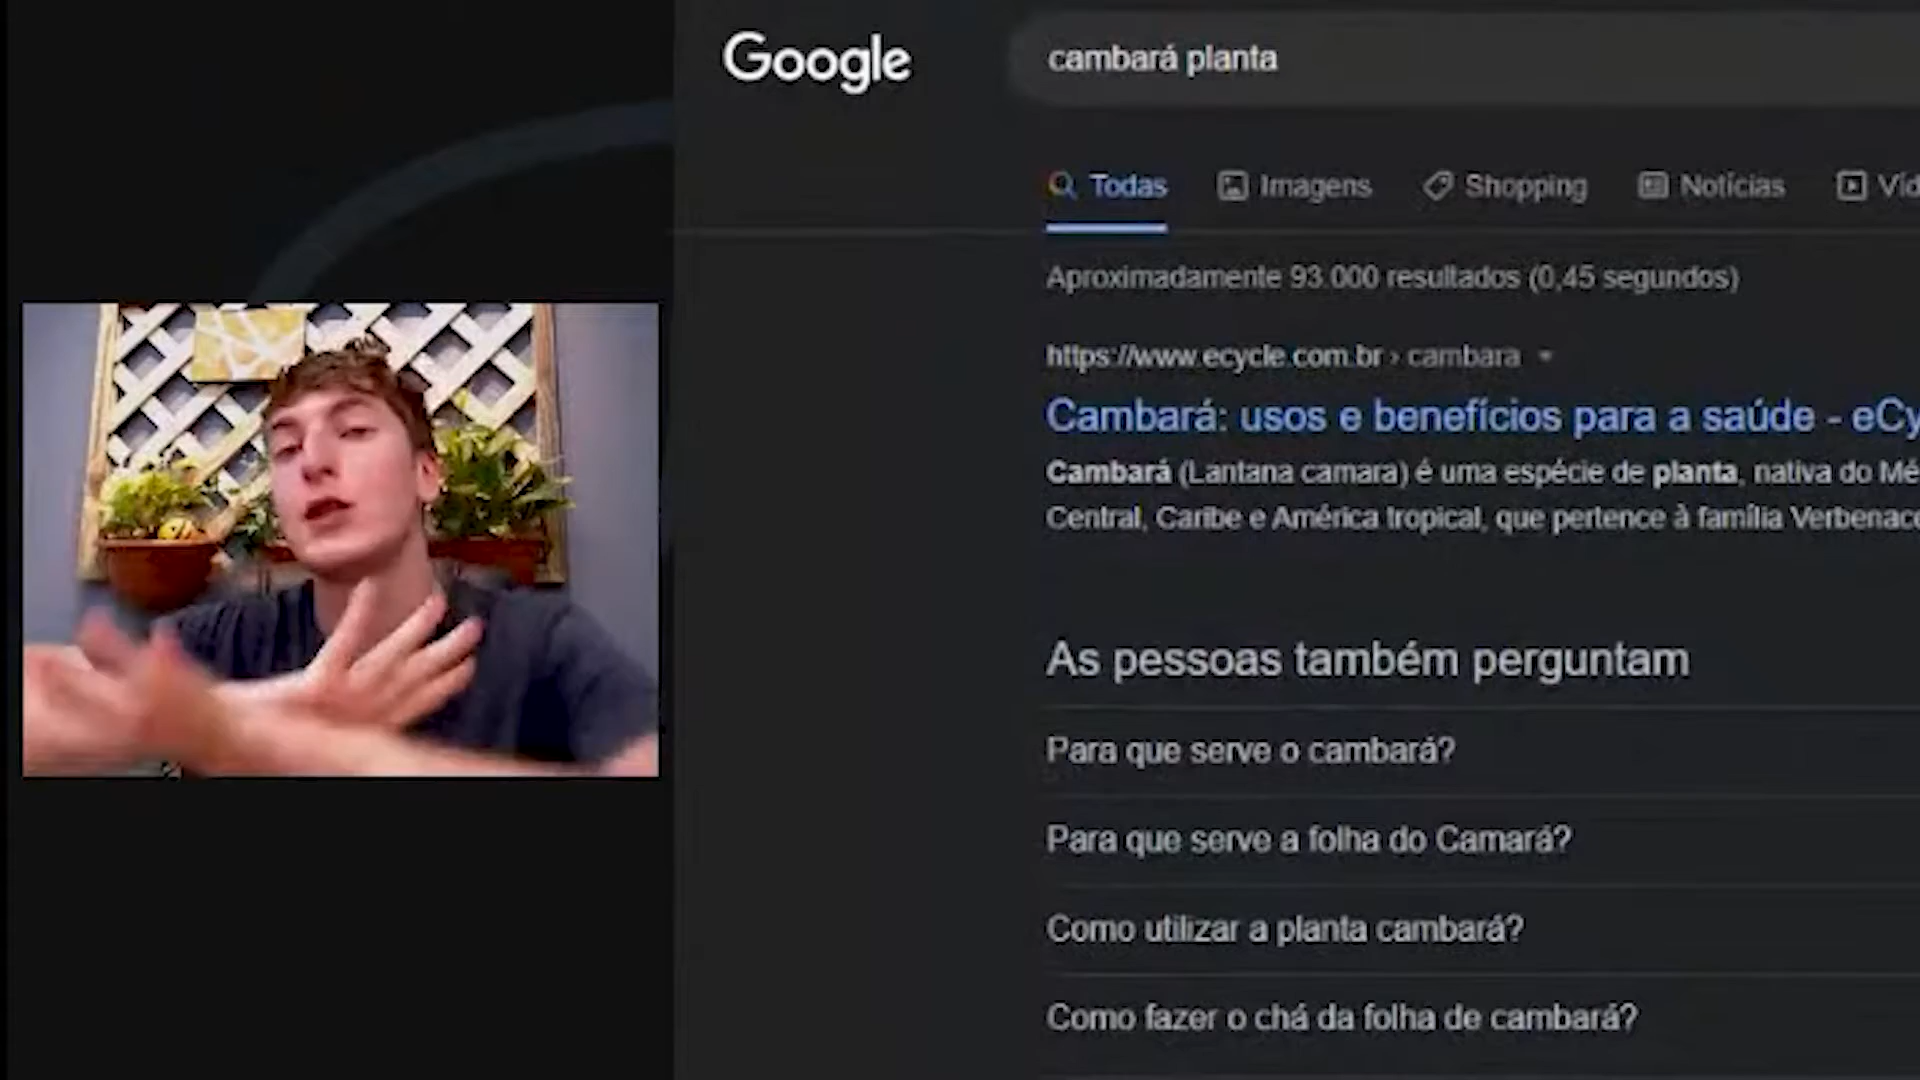 Google
cambará planta
Todas
Imagens
Shopping
Notícias
Aproximadamente 93.000 resultados (0,45 segundos)
https://www.ecycle.com.br › cambara
Cambará: usos e benefícios para a saúde - eCy
Cambará (Lantana camara) é uma espécie de planta, nativa do Mé
Central, Caribe e América tropical, que pertence à família Verbenace
As pessoas também perguntam
Para que serve o cambará?
Para que serve a folha do Camará?
Como utilizar a planta cambará?
Como fazer o chá da folha de cambará?